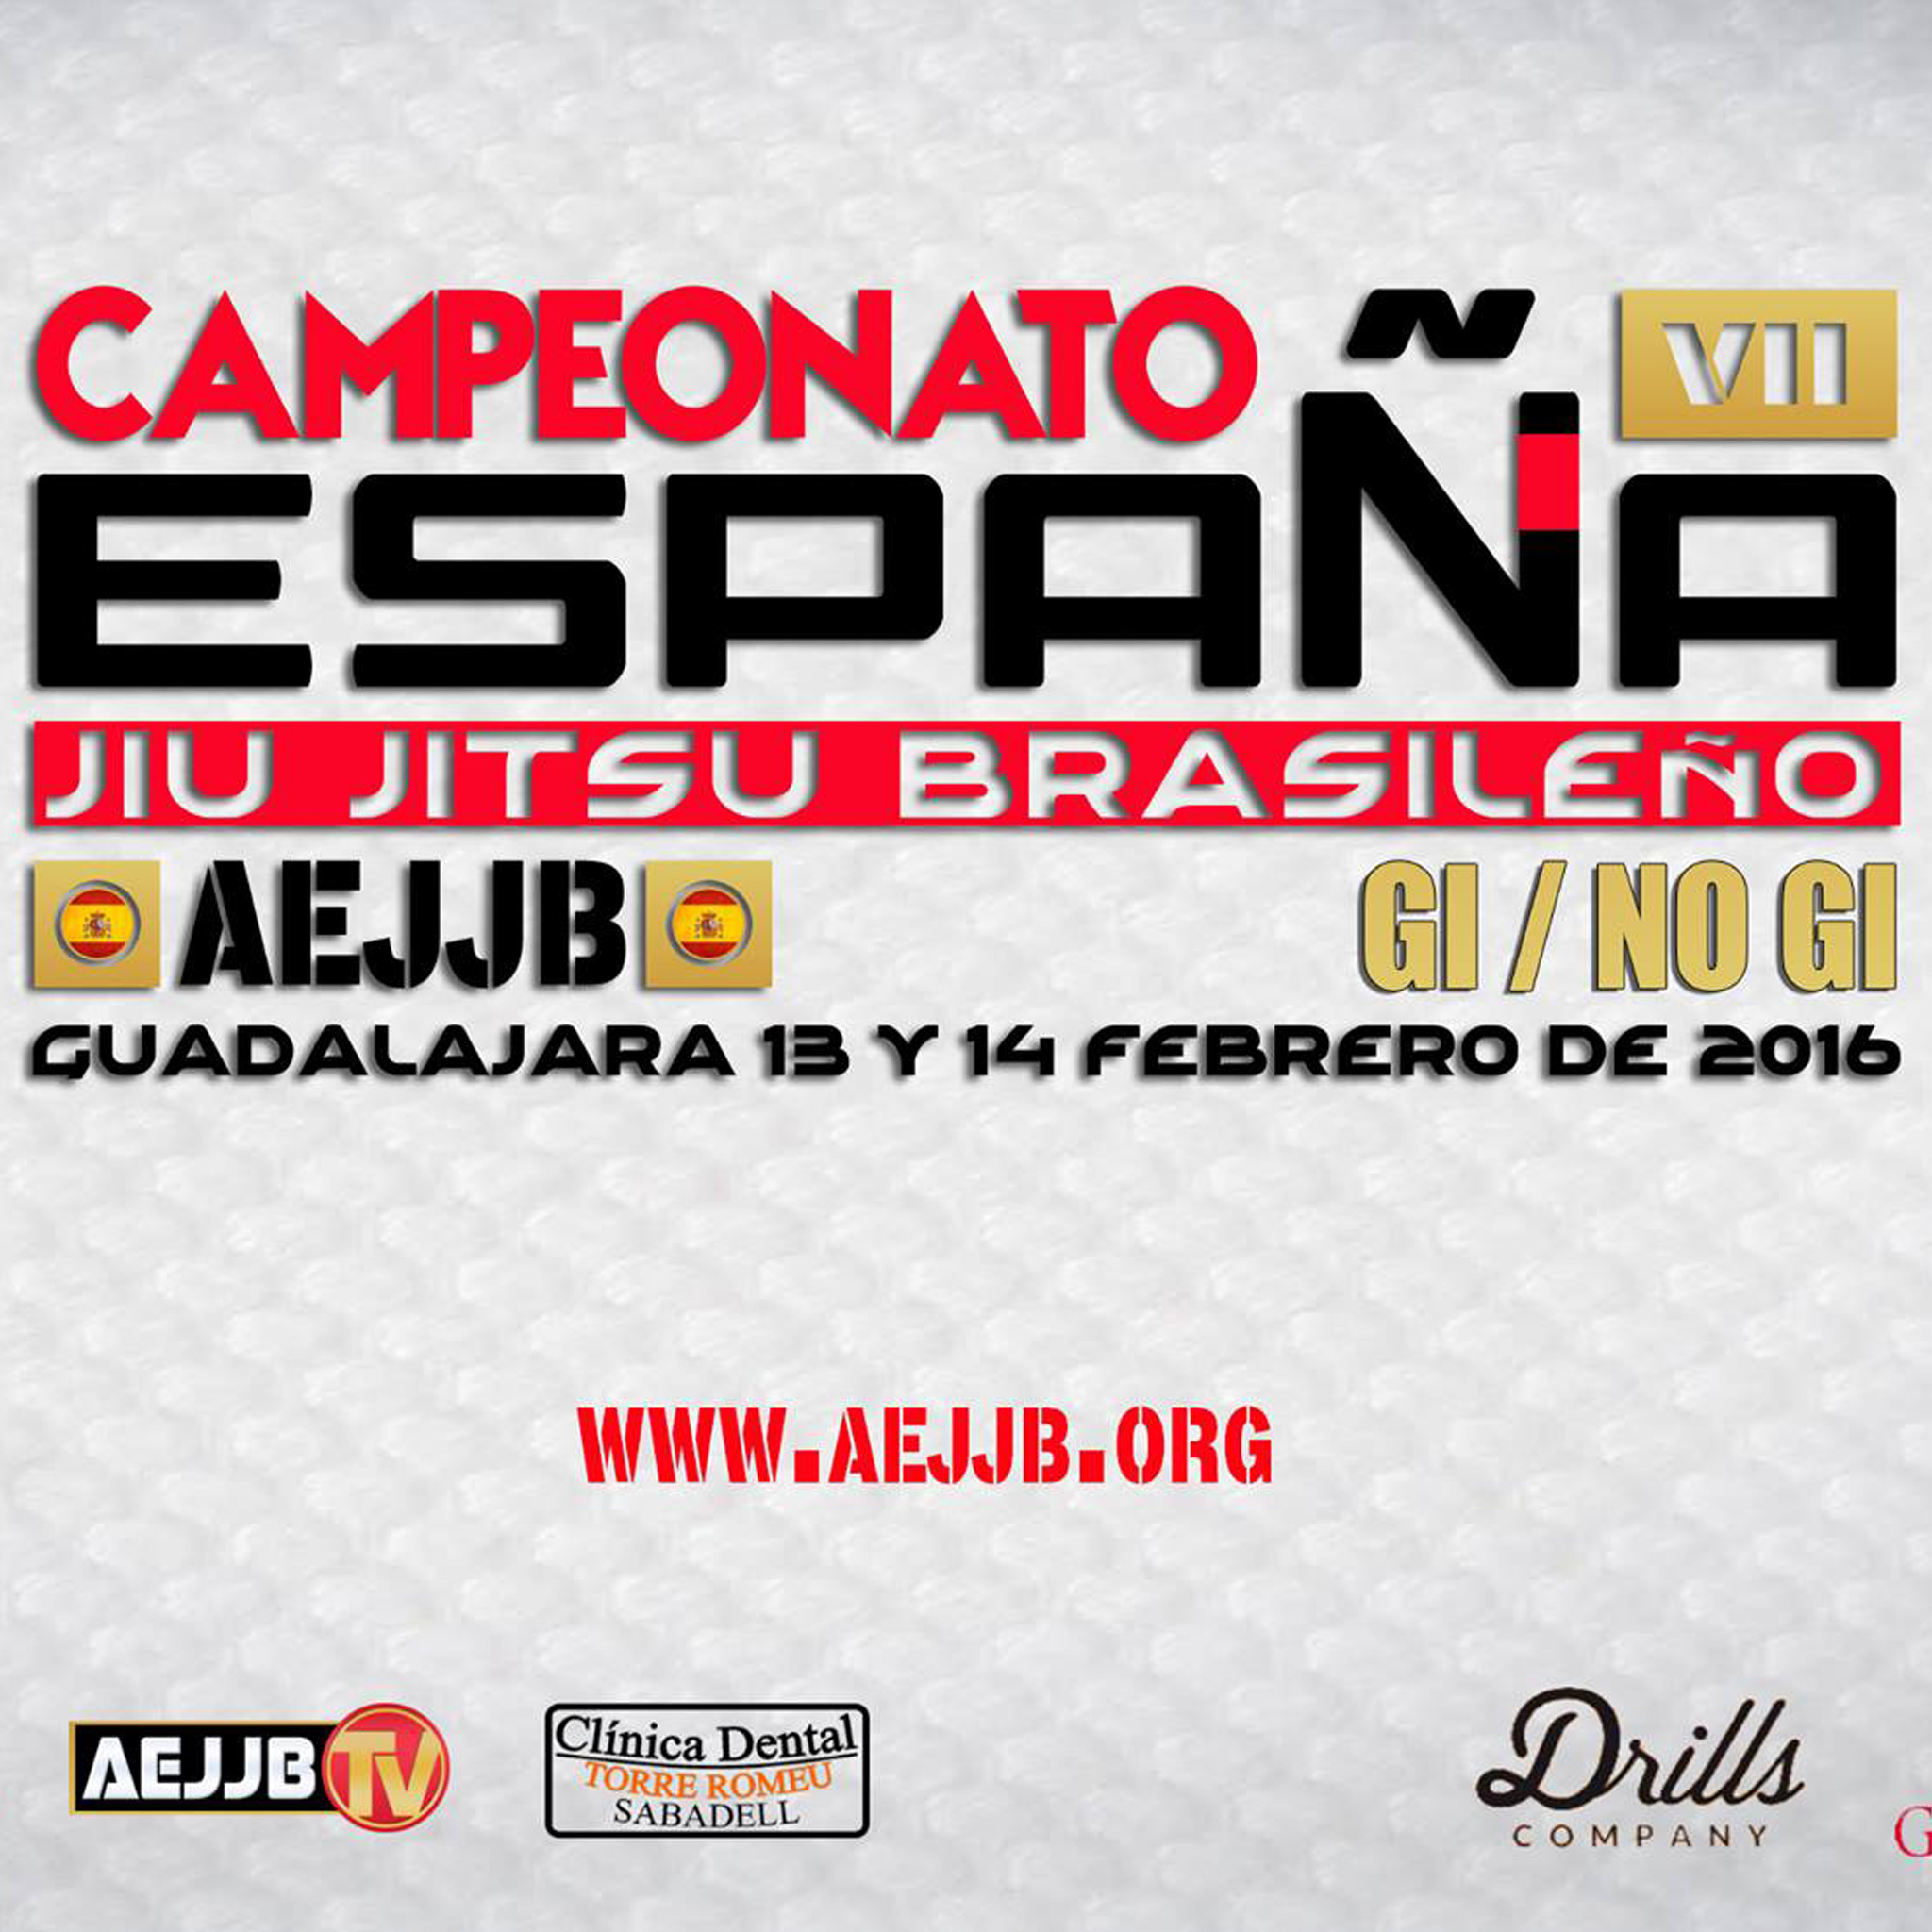 CAMPEONATO VII
ESPAÑA
JIU JITSU BRASILEÑO
AEJJB GI / NO GI
GUADALAJARA 13 Y 14 FEBRERO DE 2016
WWW.AEJJB.ORG
AEJJB TV
Clínica Dental
TORRE ROMEU
SABADELL
Drills
COMPANY
G